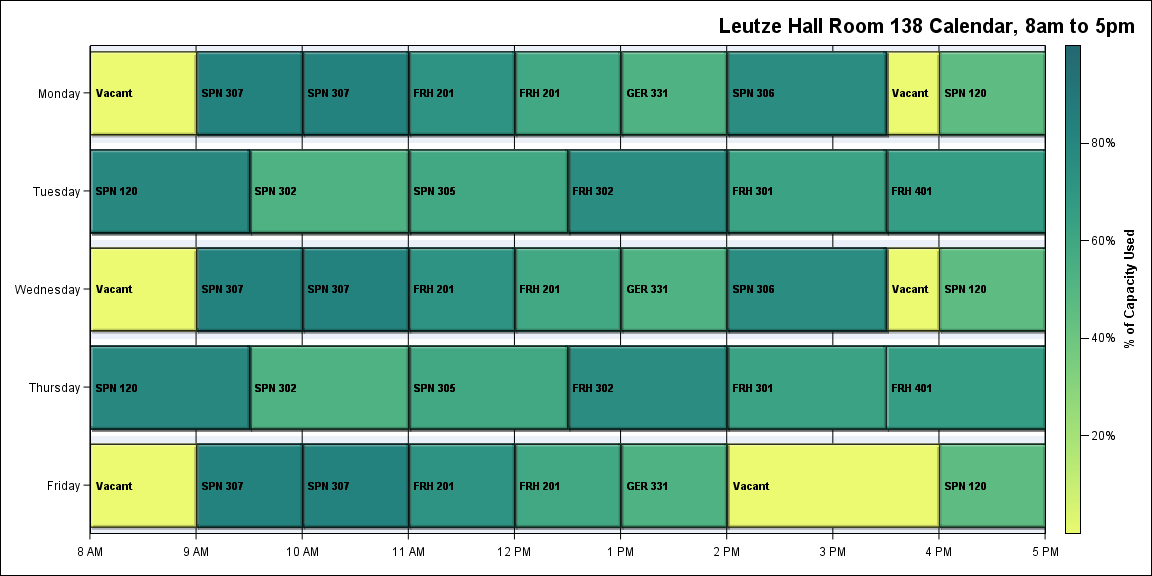 Leutze Hall Room 138 Calendar, 8am to 5pm
Monday
Vacant SPN 307 SPN 307 FRH 201 FRH 201 GER 331 SPN 306 Vacant SPN 120
Tuesday
SPN 120 SPN 302 SPN 305 FRH 302 FRH 301 FRH 401
Wednesday
Vacant SPN 307 SPN 307 FRH 201 FRH 201 GER 331 SPN 306 Vacant SPN 120
Thursday
SPN 120 SPN 302 SPN 305 FRH 302 FRH 301 FRH 401
Friday
Vacant SPN 307 SPN 307 FRH 201 FRH 201 GER 331 Vacant SPN 120
8 AM 9 AM 10 AM 11 AM 12 PM 1 PM 2 PM 3 PM 4 PM 5 PM
80%
60%
40%
20%
% of Capacity Used